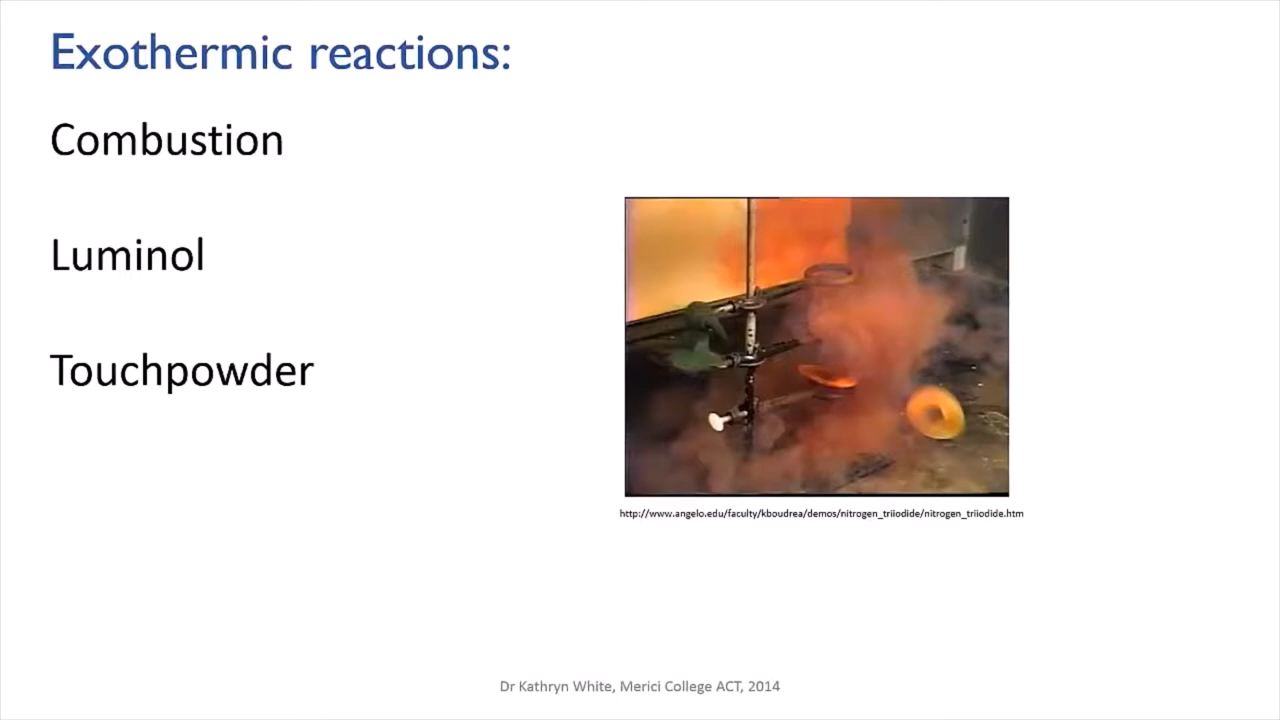 Exothermic reactions:
Combustion
Luminol
Touchpowder
http://www.angelo.edu/faculty/kboudrea/demos/nitrogen_triiodide/nitrogen_triiodide.htm
Dr Kathryn White, Merici College ACT, 2014